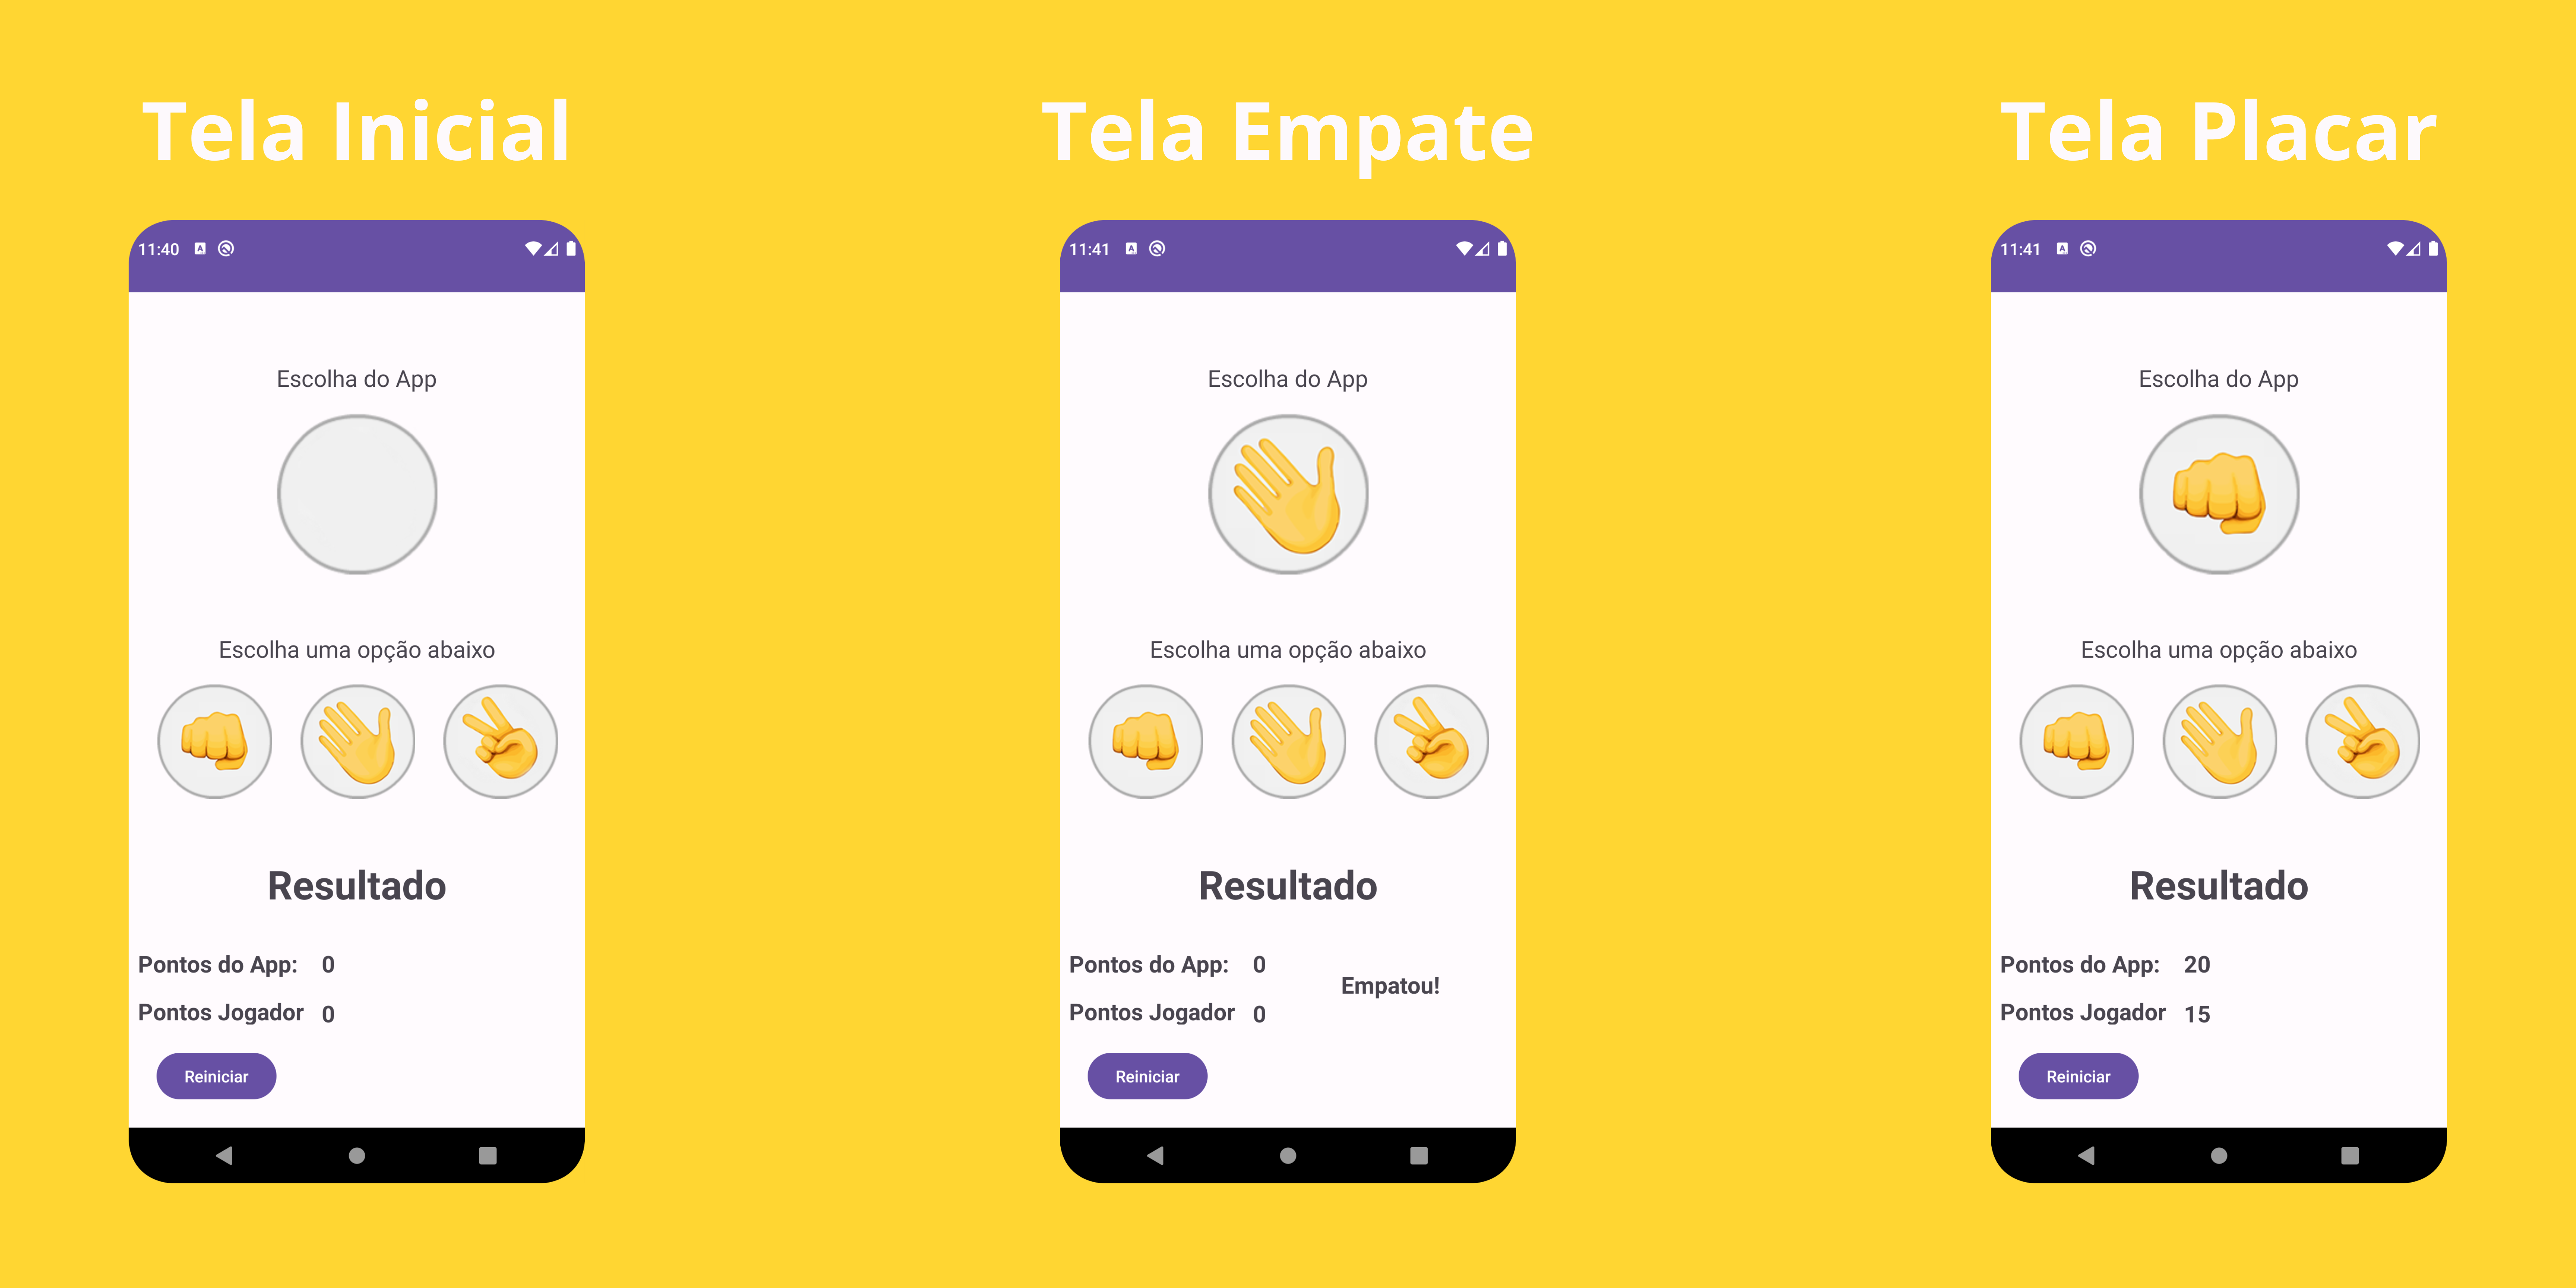 Tela Inicial
11:40
Escolha do App
Escolha uma opção abaixo
Resultado
Pontos do App: 0
Pontos Jogador 0
Reiniciar
Tela Empate
11:41
Escolha do App
Escolha uma opção abaixo
Resultado
Pontos do App: 0
Empatou!
Pontos Jogador 0
Reiniciar
Tela Placar
11:41
Escolha do App
Escolha uma opção abaixo
Resultado
Pontos do App: 20
Pontos Jogador 15
Reiniciar